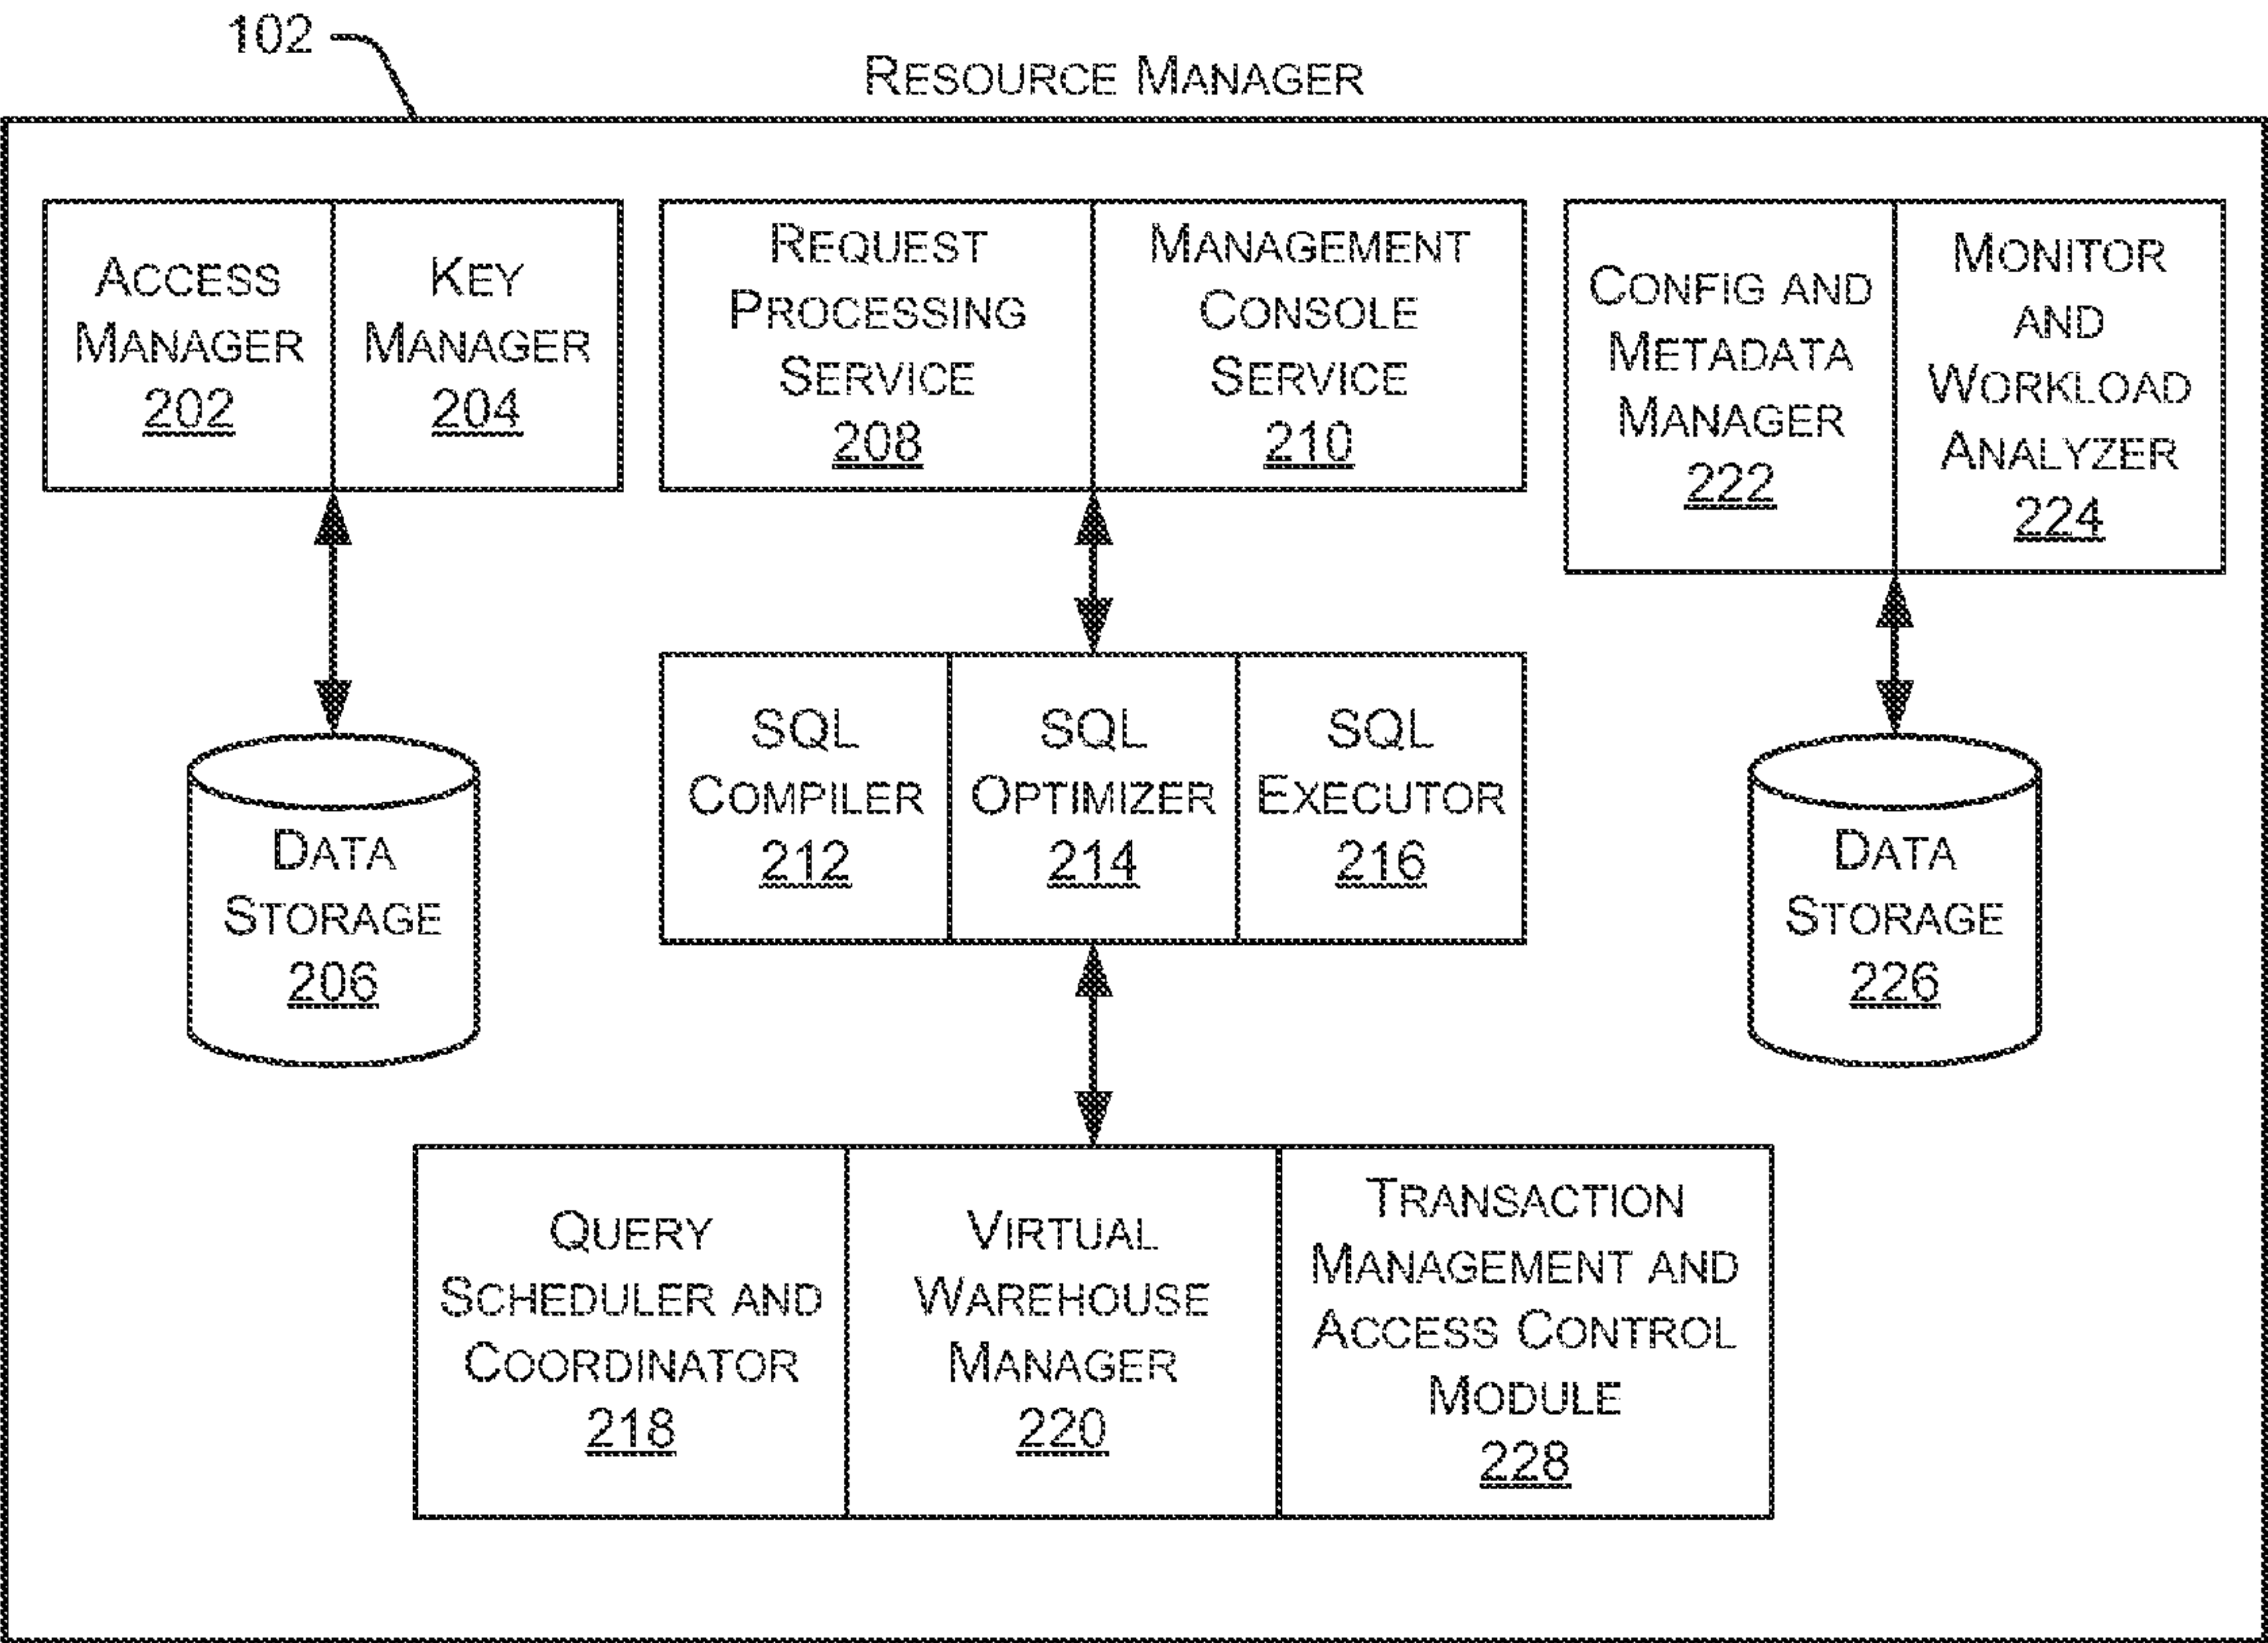 102
RESOURCE MANAGER
ACCESS
MANAGER
202
KEY
MANAGER
204
REQUEST
PROCESSING
SERVICE
208
MANAGEMENT
CONSOLE
SERVICE
210
CONFIG AND
METADATA
MANAGER
222
MONITOR
AND
WORKLOAD
ANALYZER
224
SQL
COMPILER
212
SQL
OPTIMIZER
214
SQL
EXECUTOR
216
DATA
STORAGE
206
DATA
STORAGE
226
QUERY
SCHEDULER AND
COORDINATOR
218
VIRTUAL
WAREHOUSE
MANAGER
220
TRANSACTION
MANAGEMENT AND
ACCESS CONTROL
MODULE
228